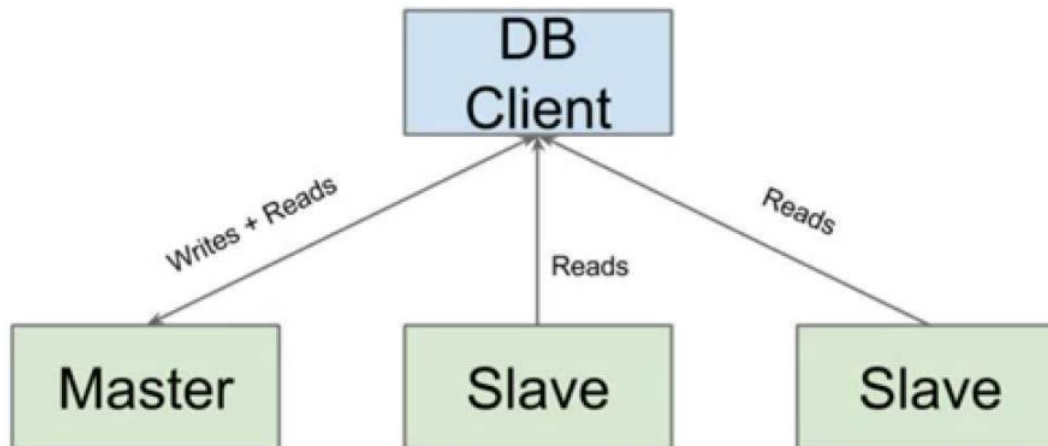 DB
Client
Writes + Reads
Reads
Reads
Master
Slave
Slave